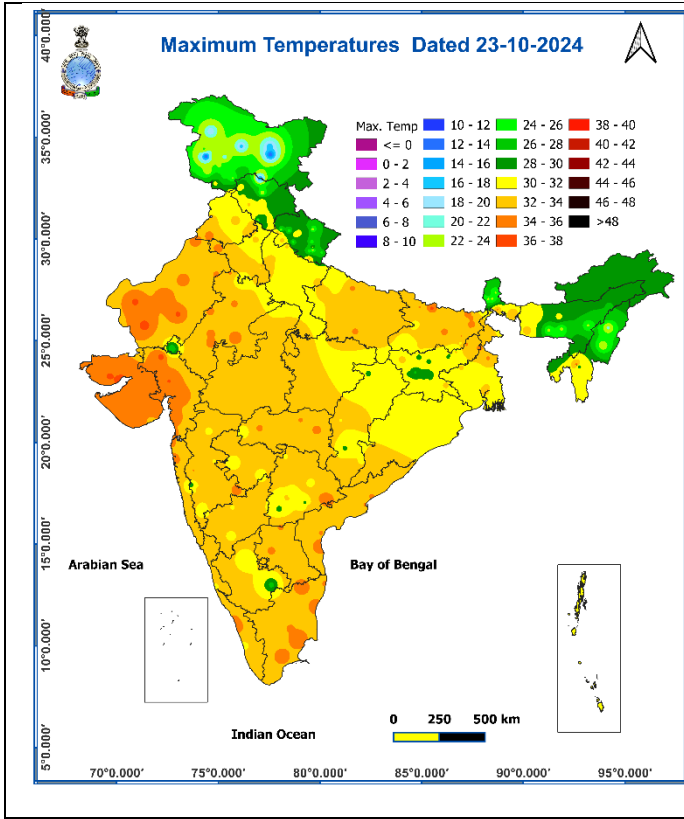 Maximum Temperatures Dated 23-10-2024
Max. Temp
<= 0
0 - 2
2 - 4
4 - 6
6 - 8
8 - 10
10 - 12
12 - 14
14 - 16
16 - 18
18 - 20
20 - 22
22 - 24
24 - 26
26 - 28
28 - 30
30 - 32
32 - 34
34 - 36
36 - 38
38 - 40
40 - 42
42 - 44
44 - 46
46 - 48
>48
40°0.000'
35°0.000'
30°0.000'
25°0.000'
20°0.000'
15°0.000'
10°0.000'
5°0.000'
Arabian Sea
Bay of Bengal
Indian Ocean
0 250 500 km
70°0.000' 75°0.000' 80°0.000' 85°0.000' 90°0.000' 95°0.000'